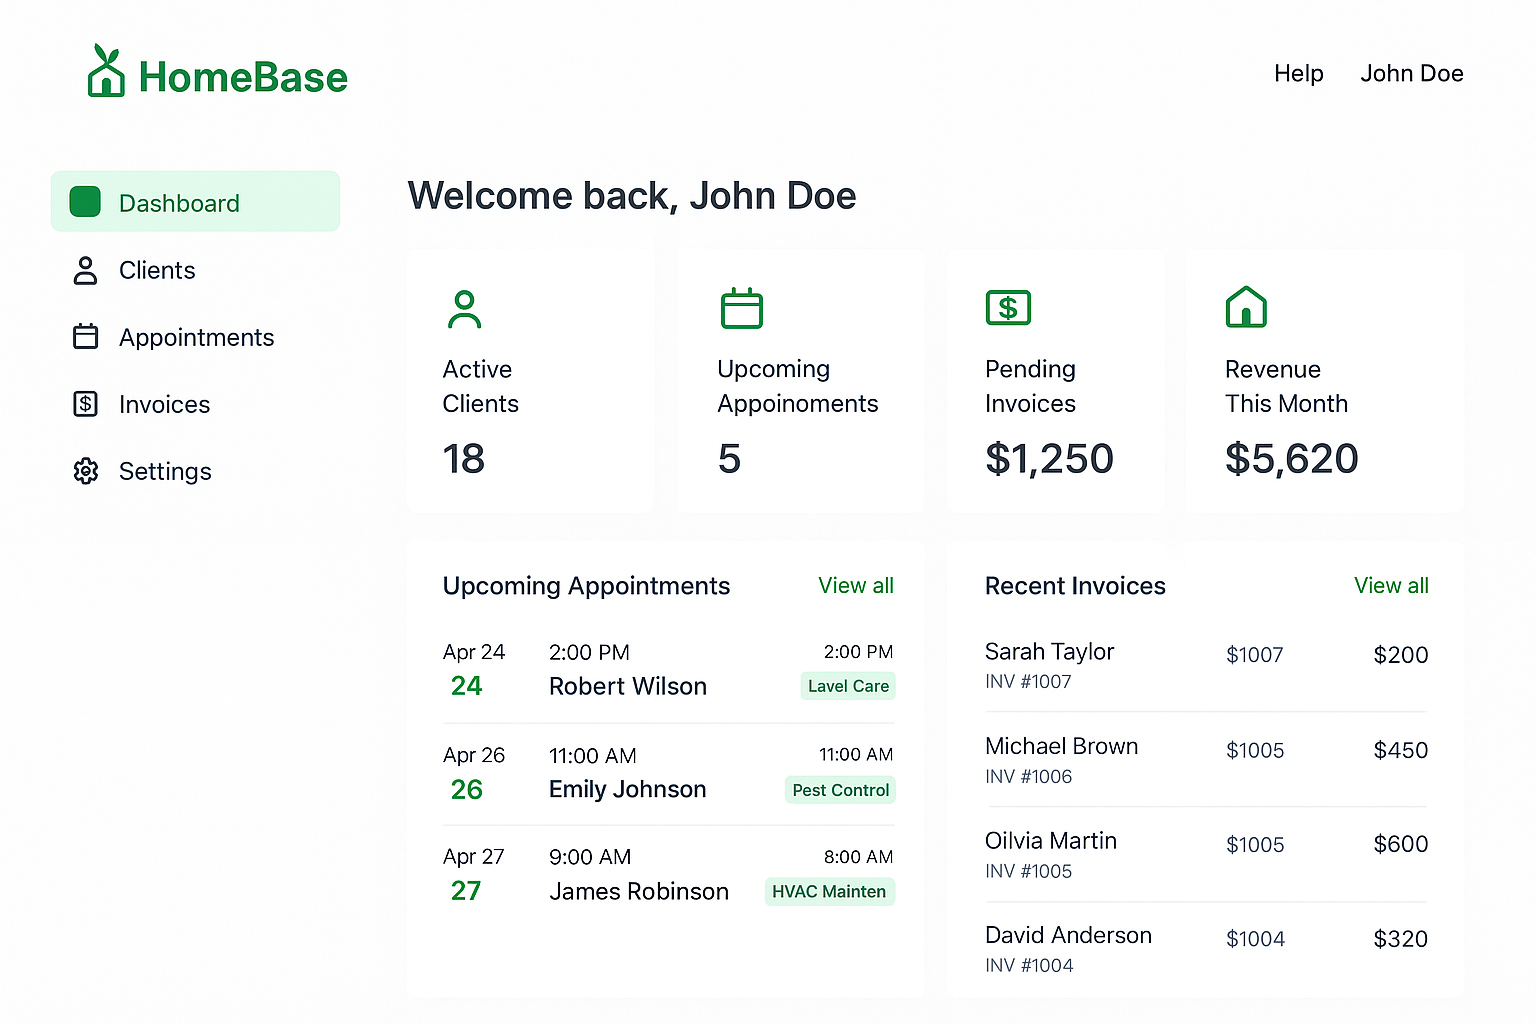 HomeBase
Help
John Doe
Dashboard
Clients
Appointments
Invoices
Settings
Welcome back, John Doe
Active
Clients
18
Upcoming
Appoinoments
5
Pending
Invoices
$1,250
Revenue
This Month
$5,620
Upcoming Appointments
View all
Apr 24
24
2:00 PM
Robert Wilson
2:00 PM
Lavel Care
Apr 26
26
11:00 AM
Emily Johnson
11:00 AM
Pest Control
Apr 27
27
9:00 AM
James Robinson
8:00 AM
HVAC Mainten
Recent Invoices
View all
Sarah Taylor
INV #1007
$1007
$200
Michael Brown
INV #1006
$1005
$450
Oilvia Martin
INV #1005
$1005
$600
David Anderson
INV #1004
$1004
$320